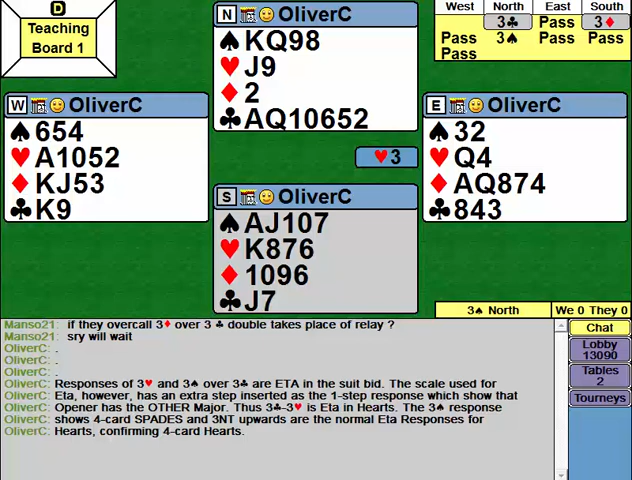 D
Teaching
Board 1
N OliverC
♠KQ98
♥J9
♦2
♣AQ10652
West North East South
3♣ Pass 3♦
Pass 3♠ Pass Pass
Pass
W OliverC
♠654
♥A1052
♦KJ53
♣K9
♥3
E OliverC
♠32
♥Q4
♦AQ874
♣843
S OliverC
♠AJ107
♥K876
♦1096
♣J7
3♠ North
We 0 They 0
Manso21: if they overcall 3♦ over 3 ♣ double takes place of relay ?
Manso21: sry will wait
OliverC: .
OliverC: .
OliverC: .
OliverC: Responses of 3♥ and 3♠ over 3♣ are ETA in the suit bid. The scale used for
OliverC: Eta, however, has an extra step inserted as the 1-step response which show that
OliverC: Opener has the OTHER Major. Thus 3♣-3♥ is Eta in Hearts. The 3♠ response
OliverC: shows 4-card SPADES and 3NT upwards are the normal Eta Responses for
OliverC: Hearts, confirming 4-card Hearts.
Chat
Lobby
13090
Tables
2
Tourneys